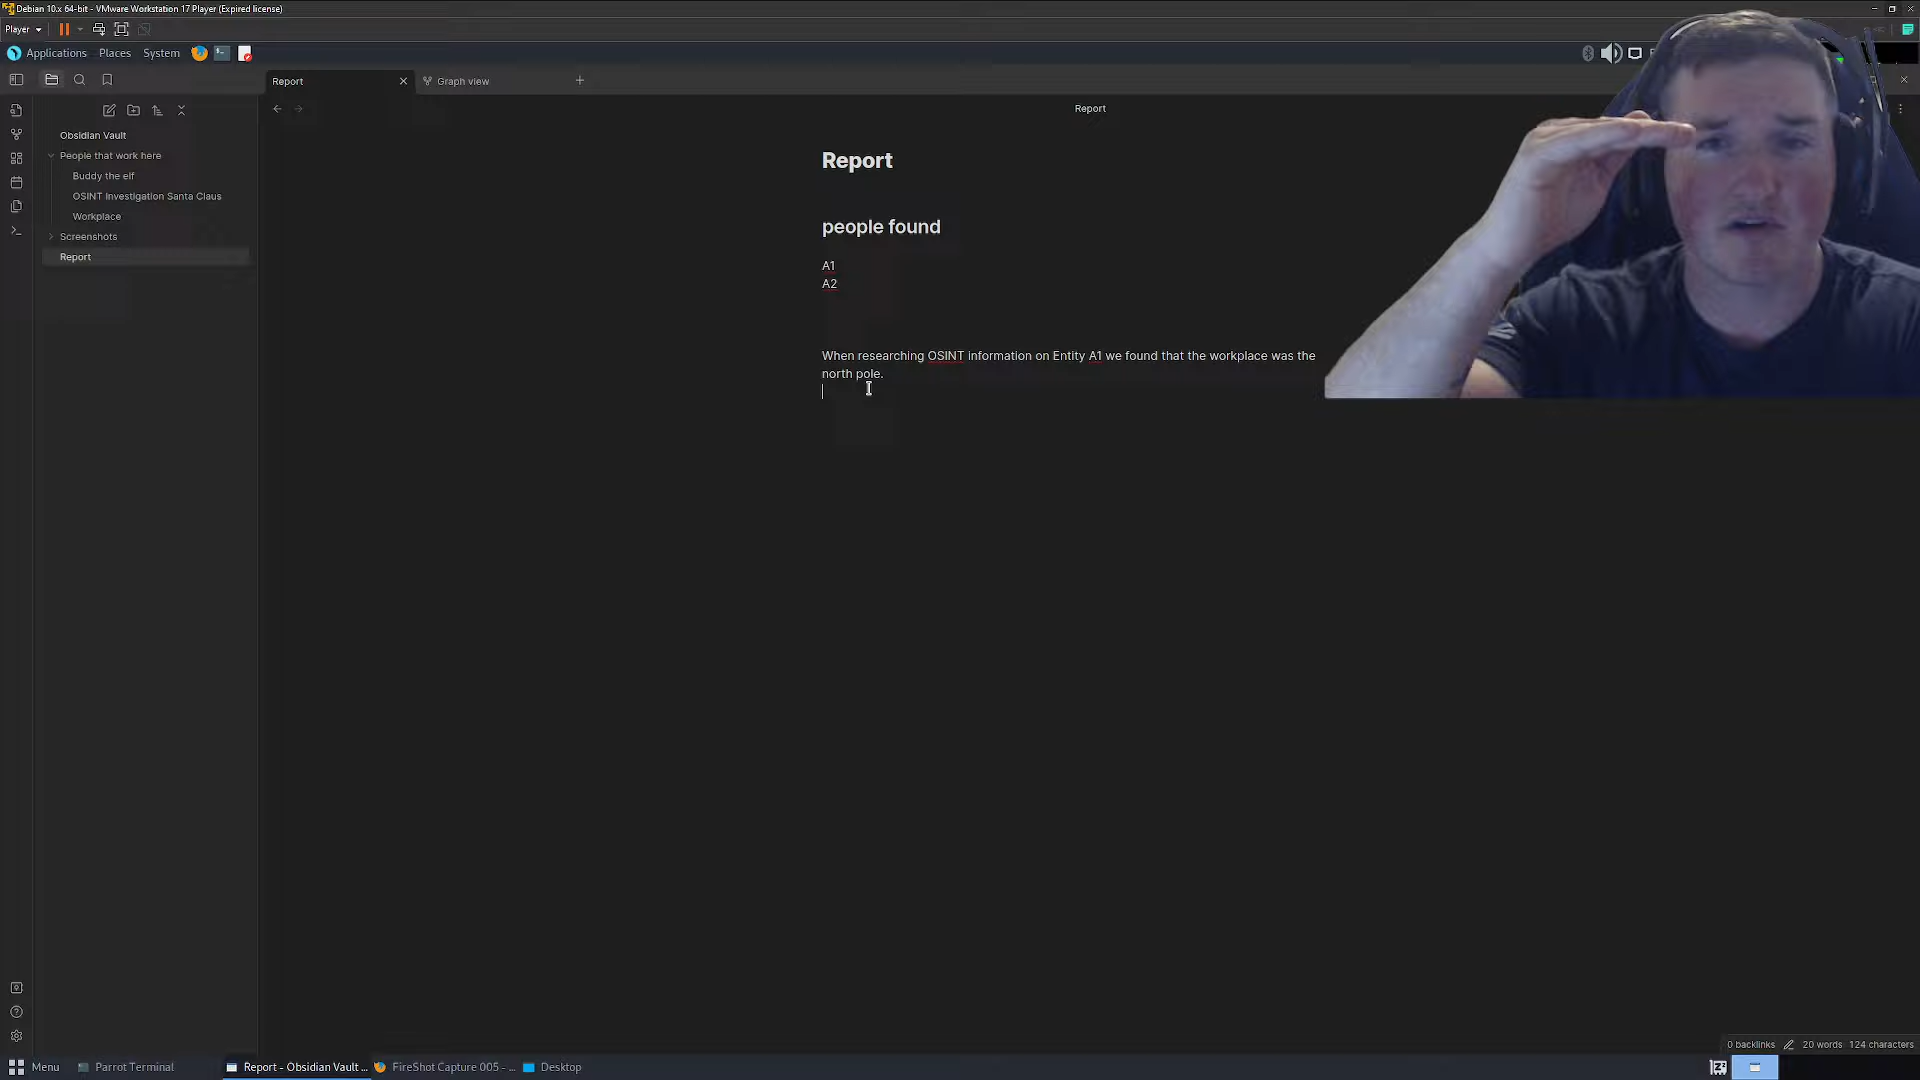 Debian 10.x 64-bit - VMware Workstation 17 Player (Expired license)
Player
Applications Places System
Report
Graph view
Report
Obsidian Vault
People that work here
Buddy the elf
OSINT Investigation Santa Claus
Workplace
Screenshots
Report
Report
people found
A1
A2
When researching OSINT information on Entity A1 we found that the workplace was the
north pole.
0 backlinks 20 words 124 characters
Menu Parrot Terminal Report - Obsidian Vault ... FireShot Capture 005 - ... Desktop